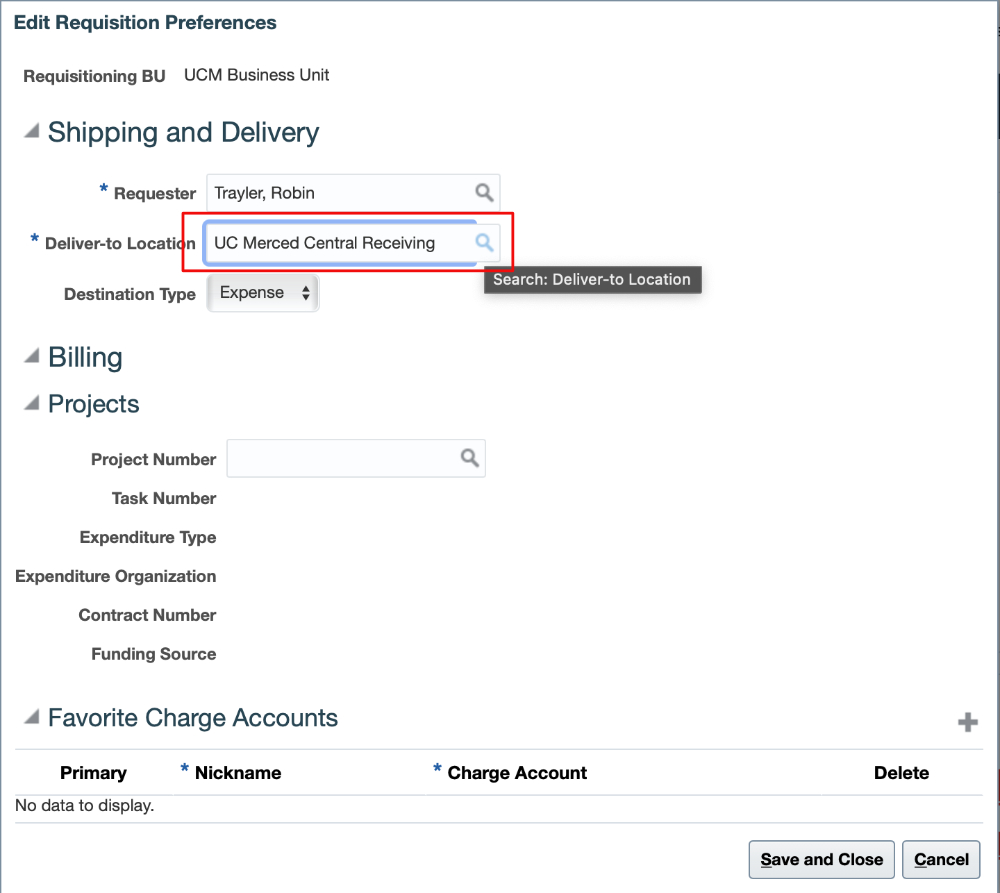 Edit Requisition Preferences
Requisitioning BU UCM Business Unit
Shipping and Delivery
* Requester Trayler, Robin
* Deliver-to Location UC Merced Central Receiving
Search: Deliver-to Location
Destination Type Expense
Billing
Projects
Project Number
Task Number
Expenditure Type
Expenditure Organization
Contract Number
Funding Source
Favorite Charge Accounts
Primary * Nickname * Charge Account Delete
No data to display.
Save and Close Cancel